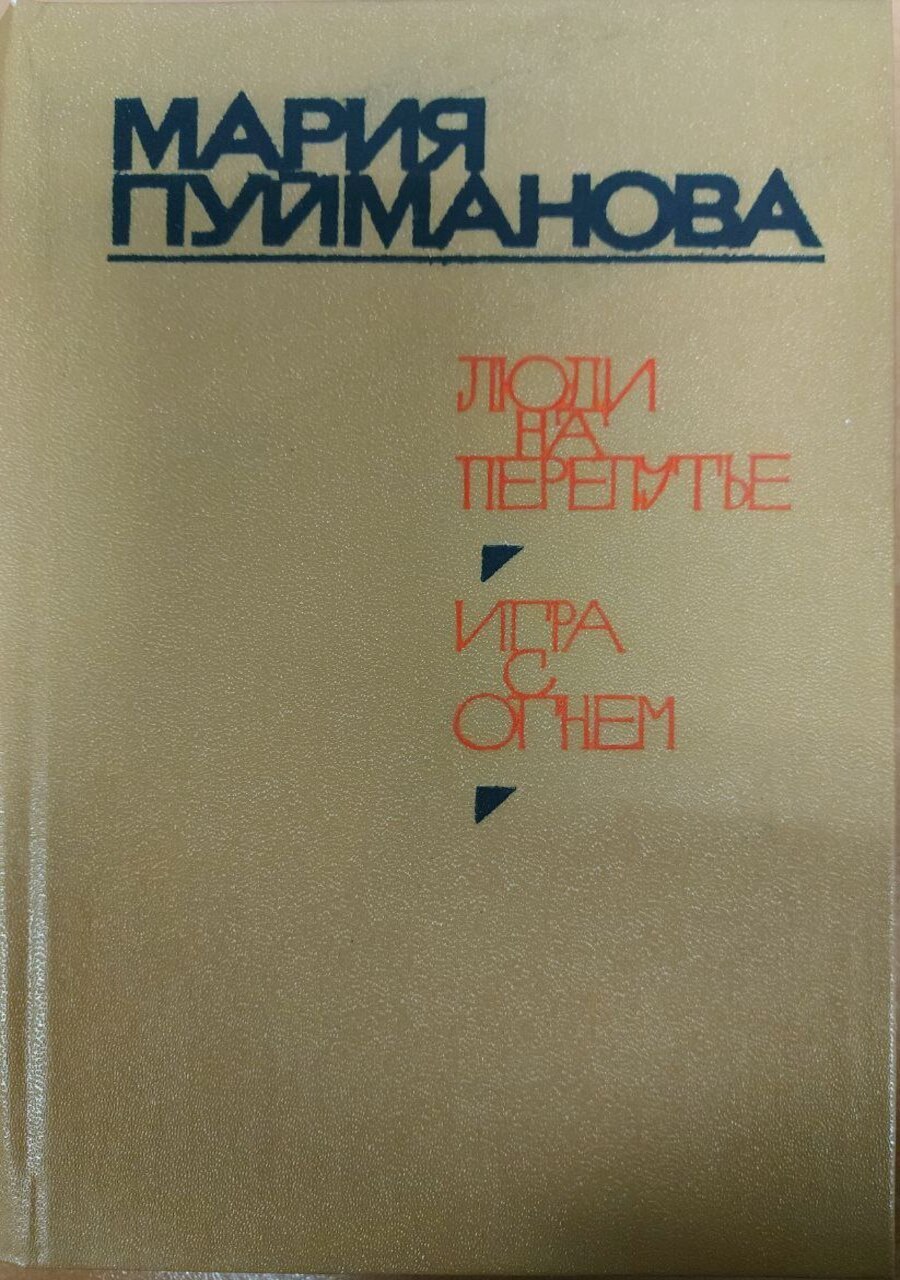 МАРИЯ
ПУЙМАНОВА
ЛЮДИ
НА
ПЕРЕПУТЬЕ
ИГРА
С
ОГНЕМ